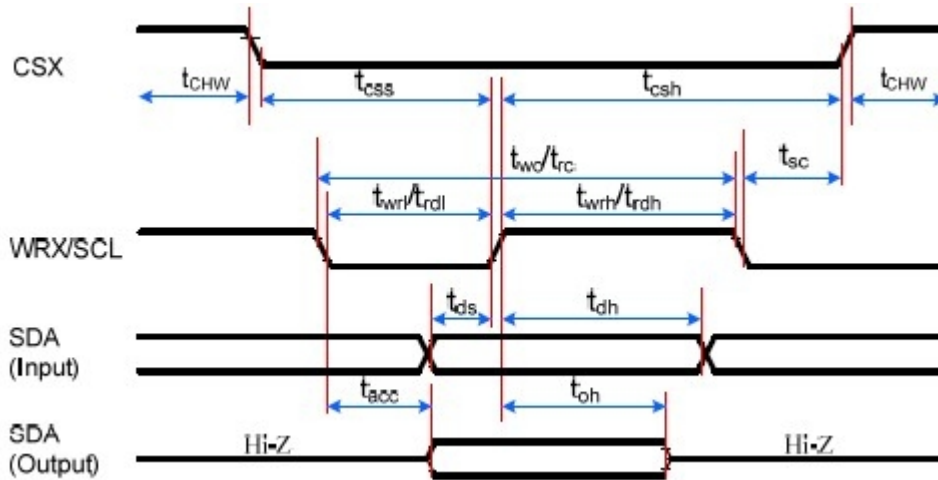 CSX
tCHW
tcss
tcsh
tCHW
twc/trc
tsc
twrl/trdl
twrh/trdh
WRX/SCL
tds
tdh
SDA
(Input)
tacc
toh
SDA
(Output)
Hi-Z
Hi-Z